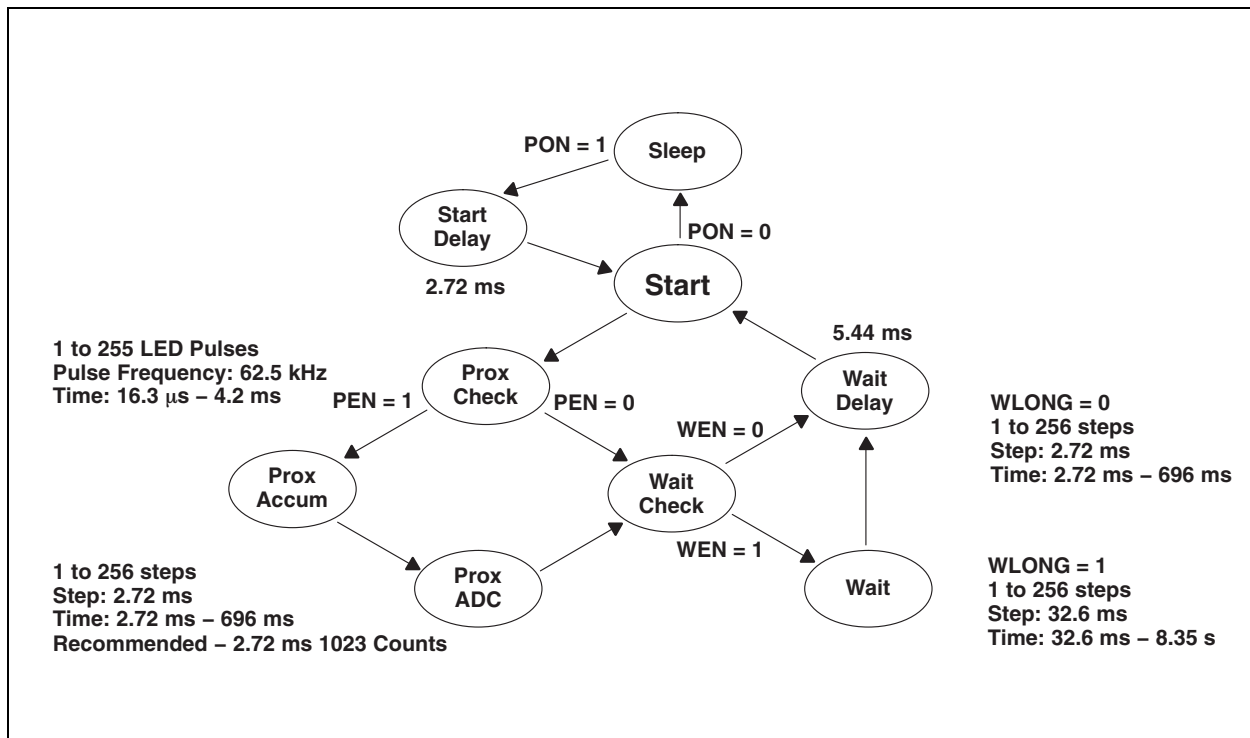 PON = 1
Sleep
Start
Delay
PON = 0
2.72 ms
Start
1 to 255 LED Pulses
Pulse Frequency: 62.5 kHz
Time: 16.3 μs – 4.2 ms
Prox
Check
PEN = 1
PEN = 0
5.44 ms
Wait
Delay
WEN = 0
WLONG = 0
1 to 256 steps
Step: 2.72 ms
Time: 2.72 ms – 696 ms
Prox
Accum
Wait
Check
WEN = 1
1 to 256 steps
Step: 2.72 ms
Time: 2.72 ms – 696 ms
Recommended – 2.72 ms 1023 Counts
Prox
ADC
Wait
WLONG = 1
1 to 256 steps
Step: 32.6 ms
Time: 32.6 ms – 8.35 s